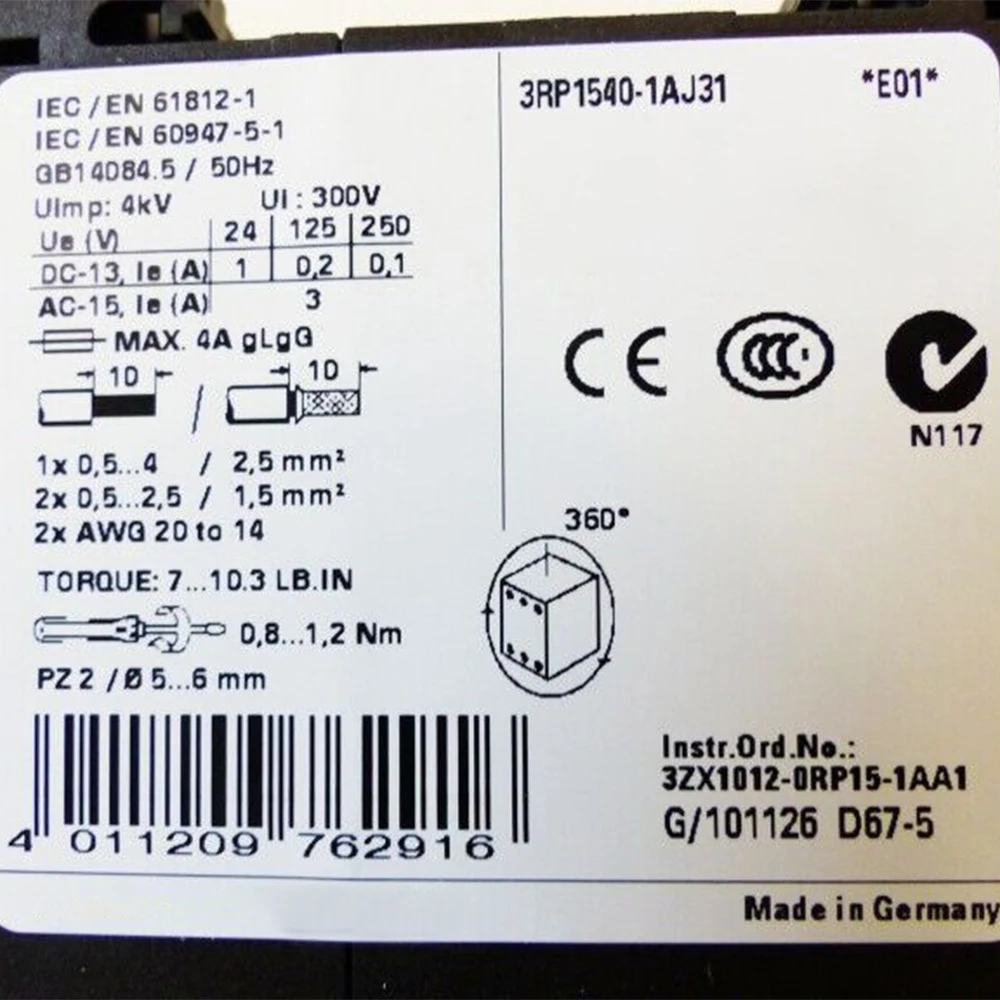 IEC / EN 61812-1
IEC / EN 60947-5-1
GB14084.5 / 50Hz
UImp: 4kV UI : 300V
Ue (V) 24 125 250
DC-13, Ie (A) 1 0,2 0,1
AC-15, Ie (A) 3
MAX. 4A gLgG
10 / 10
1x 0,5...4 / 2,5 mm²
2x 0,5...2,5 / 1,5 mm²
2x AWG 20 to 14
TORQUE: 7...10.3 LB.IN
0,8...1,2 Nm
PZ 2 / Ø 5...6 mm
4 011209 762916
3RP1540-1AJ31 *E01*
CE CCC
N117
360°
Instr.Ord.No.:
3ZX1012-0RP15-1AA1
G/101126 D67-5
Made in Germany